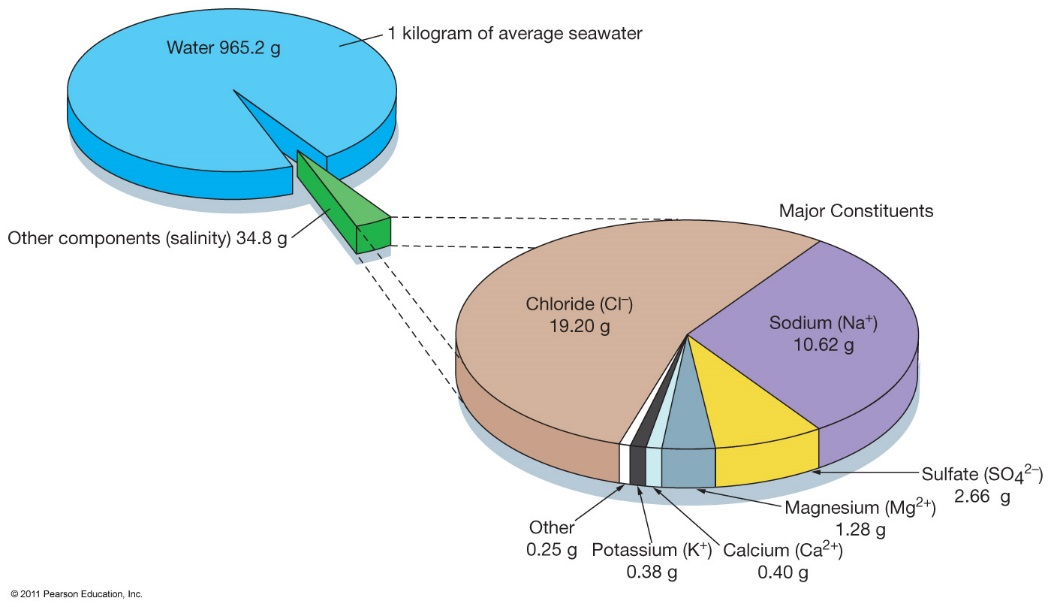 Water 965.2 g
1 kilogram of average seawater
Other components (salinity) 34.8 g
Major Constituents
Chloride (Cl⁻)
19.20 g
Sodium (Na⁺)
10.62 g
Sulfate (SO₄²⁻)
2.66 g
Magnesium (Mg²⁺)
1.28 g
Other
0.25 g
Potassium (K⁺)
0.38 g
Calcium (Ca²⁺)
0.40 g
© 2011 Pearson Education, Inc.